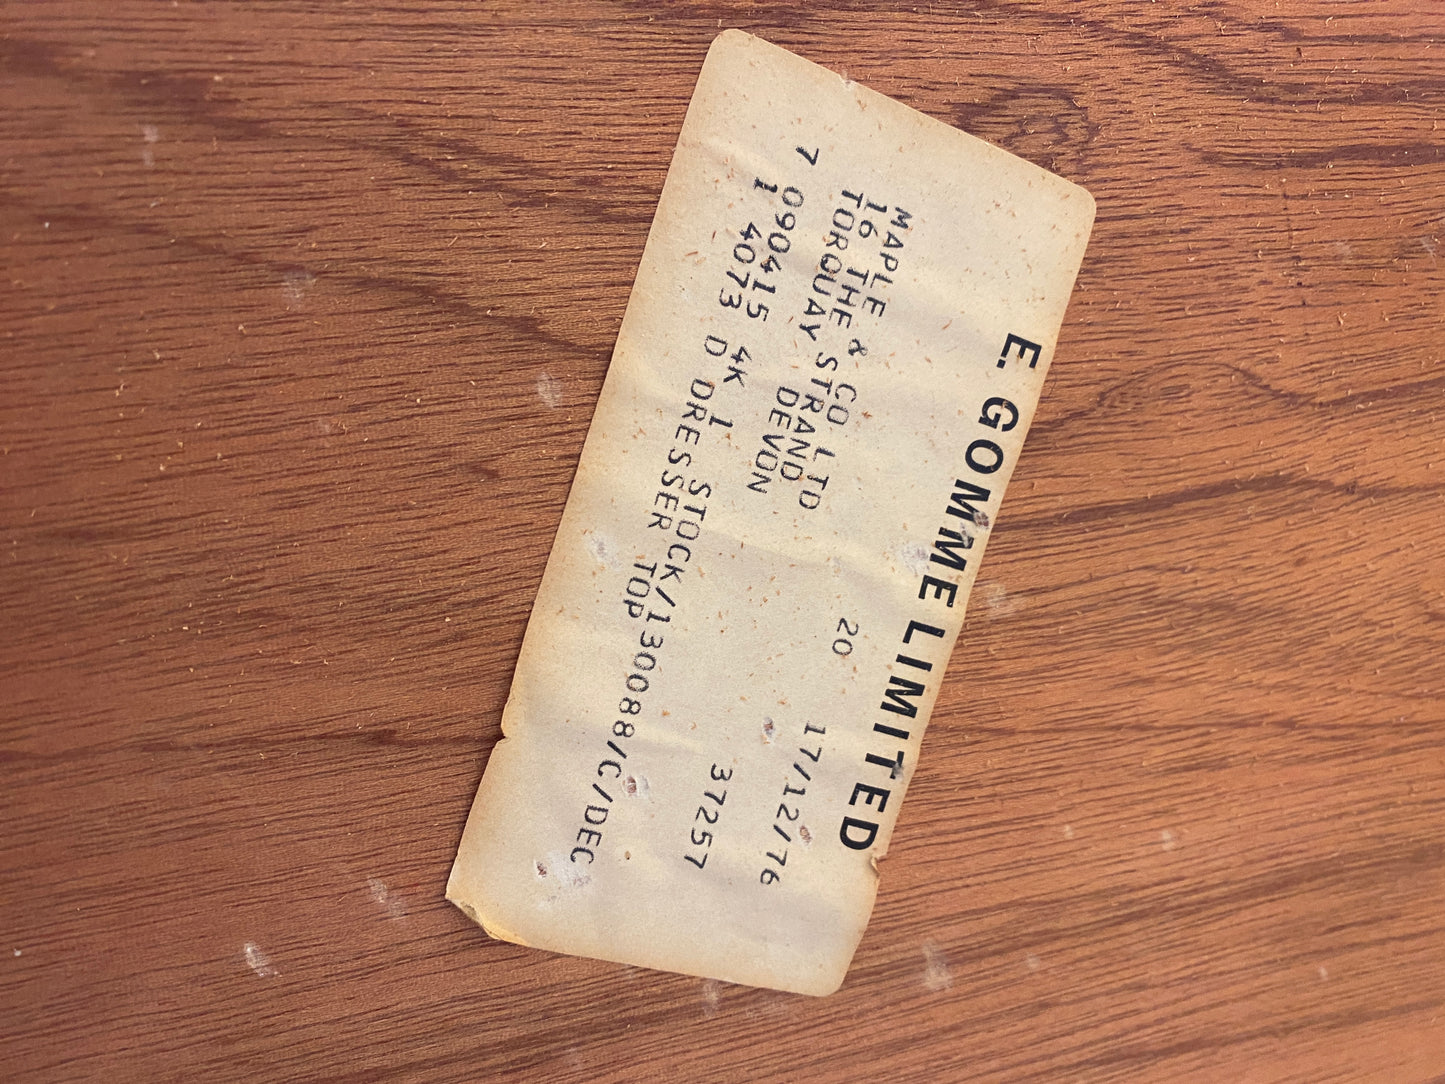 E. GOMME LIMITED
MAPLE & CO LTD 20
16 THE STRAND 17/12/76
TORQUAY DEVON
7
090415 4K 1 37257
1 4073 D STOCK/130088/C/DEC
DRESSER TOP